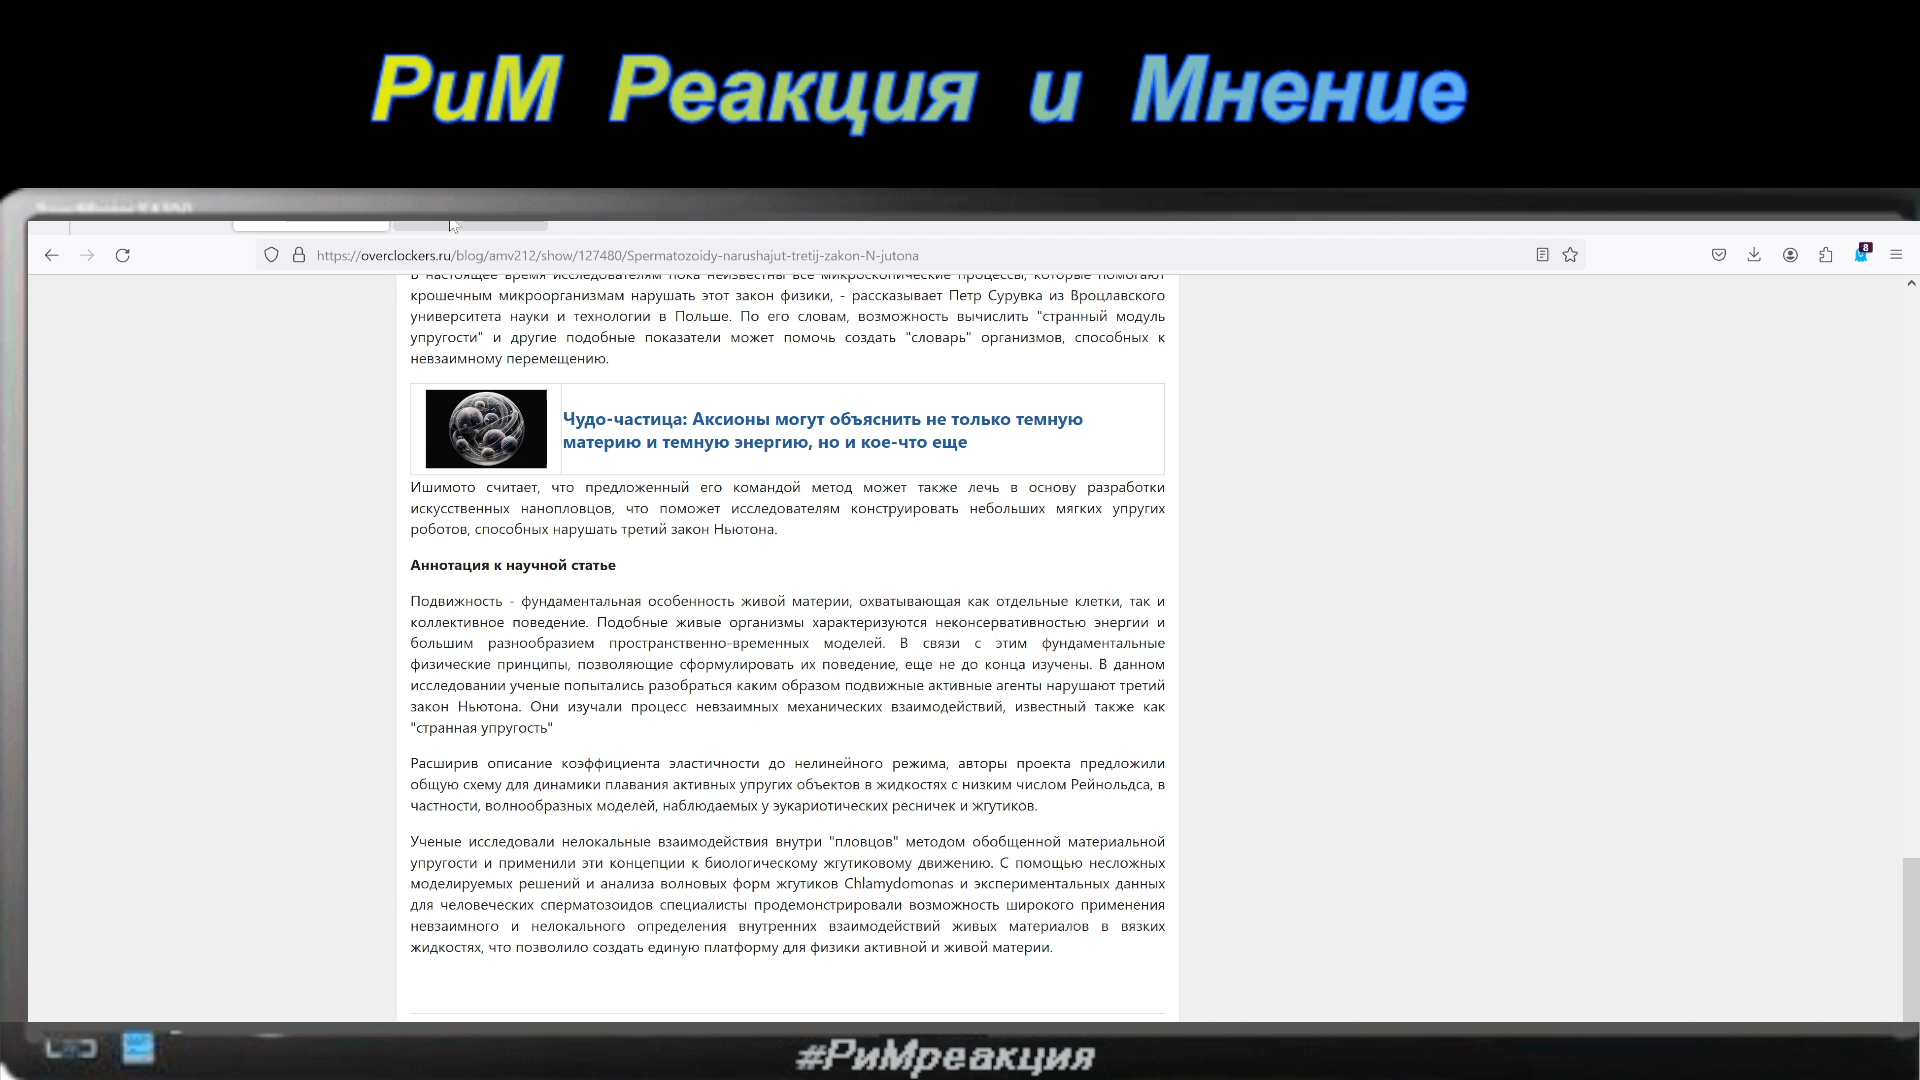 РиМ Реакция и Мнение
https://overclockers.ru/blog/amv212/show/127480/Spermatozoidy-narushajut-tretij-zakon-N-jutona
8
В настоящее время исследователям пока неизвестны все микроскопические процессы, которые помогают
крошечным микроорганизмам нарушать этот закон физики, - рассказывает Петр Сурувка из Вроцлавского
университета науки и технологии в Польше. По его словам, возможность вычислить "странный модуль
упругости" и другие подобные показатели может помочь создать "словарь" организмов, способных к
невзаимному перемещению.
Чудо-частица: Аксионы могут объяснить не только темную
материю и темную энергию, но и кое-что еще
Ишимото считает, что предложенный его командой метод может также лечь в основу разработки
искусственных нанопловцов, что поможет исследователям конструировать небольших мягких упругих
роботов, способных нарушать третий закон Ньютона.
Аннотация к научной статье
Подвижность - фундаментальная особенность живой материи, охватывающая как отдельные клетки, так и
коллективное поведение. Подобные живые организмы характеризуются неконсервативностью энергии и
большим разнообразием пространственно-временных моделей. В связи с этим фундаментальные
физические принципы, позволяющие сформулировать их поведение, еще не до конца изучены. В данном
исследовании ученые попытались разобраться каким образом подвижные активные агенты нарушают третий
закон Ньютона. Они изучали процесс невзаимных механических взаимодействий, известный также как
"странная упругость"
Расширив описание коэффициента эластичности до нелинейного режима, авторы проекта предложили
общую схему для динамики плавания активных упругих объектов в жидкостях с низким числом Рейнольдса, в
частности, волнообразных моделей, наблюдаемых у эукариотических ресничек и жгутиков.
Ученые исследовали нелокальные взаимодействия внутри "пловцов" методом обобщенной материальной
упругости и применили эти концепции к биологическому жгутиковому движению. С помощью несложных
моделируемых решений и анализа волновых форм жгутиков Chlamydomonas и экспериментальных данных
для человеческих сперматозоидов специалисты продемонстрировали возможность широкого применения
невзаимного и нелокального определения внутренних взаимодействий живых материалов в вязких
жидкостях, что позволило создать единую платформу для физики активной и живой материи.
#РиМреакция